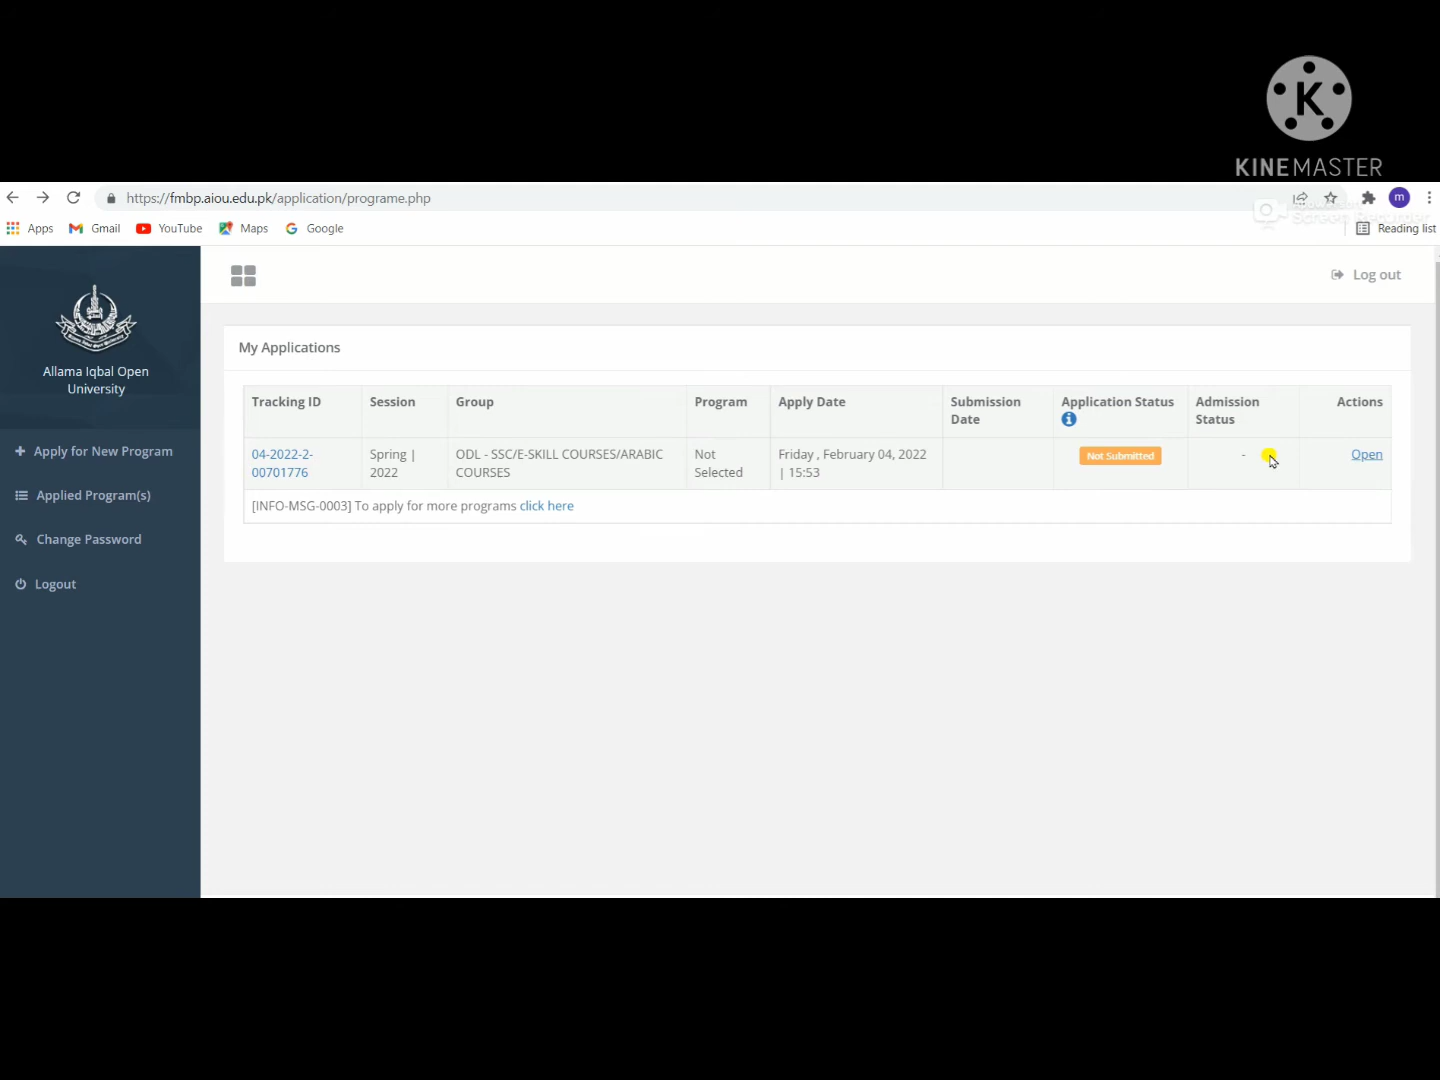 KINEMASTER
https://fmbp.aiou.edu.pk/application/programe.php
m
Apps Gmail YouTube Maps Google Reading list
Log out
Allama Iqbal Open
University
My Applications
Tracking ID Session Group Program Apply Date Submission Date Application Status Admission Status Actions
04-2022-2-00701776 Spring | 2022 ODL - SSC/E-SKILL COURSES/ARABIC COURSES Not Selected Friday , February 04, 2022 | 15:53 Not Submitted - Open
[INFO-MSG-0003] To apply for more programs click here
Apply for New Program
Applied Program(s)
Change Password
Logout